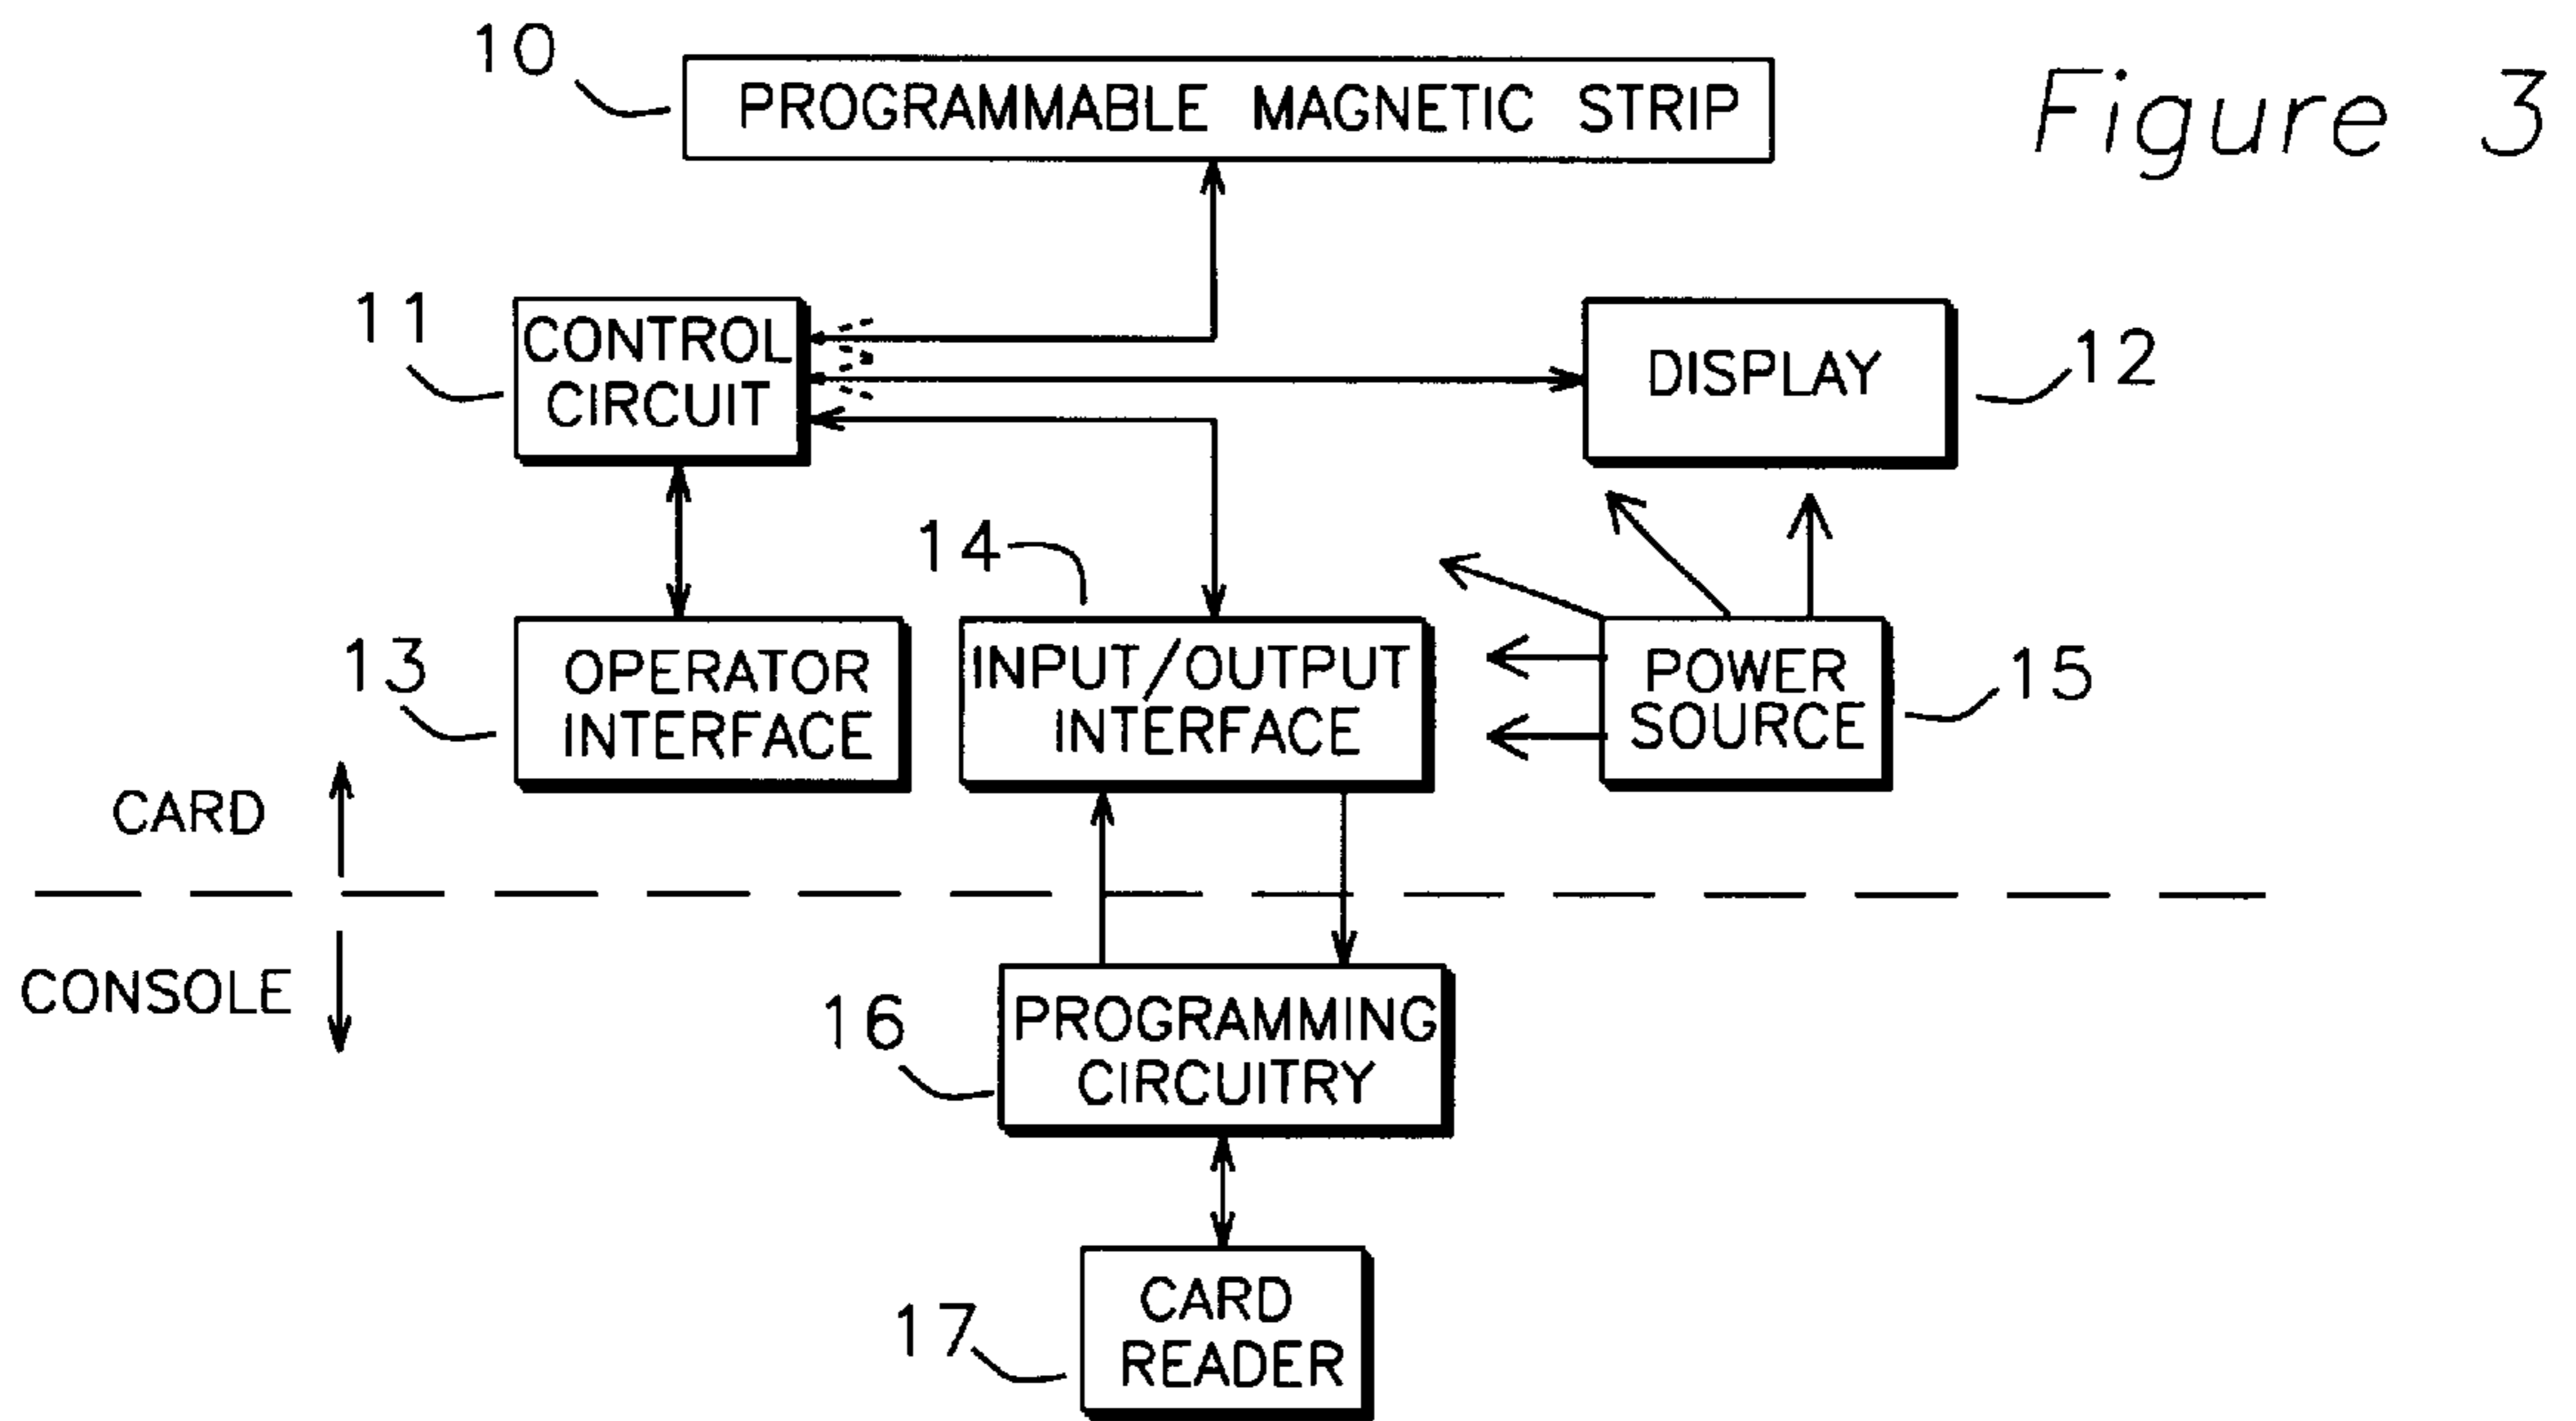 10
PROGRAMMABLE MAGNETIC STRIP
Figure 3
11
CONTROL
CIRCUIT
DISPLAY
12
14
13
OPERATOR
INTERFACE
INPUT/OUTPUT
INTERFACE
POWER
SOURCE
15
CARD
CONSOLE
16
PROGRAMMING
CIRCUITRY
17
CARD
READER